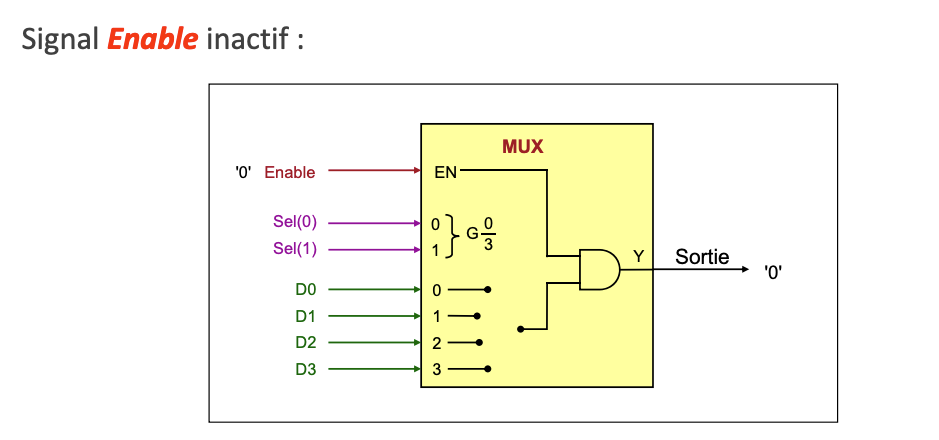 Signal Enable inactif :
MUX
'0' Enable
EN
Sel(0)
0
Sel(1)
1
G 0/3
D0
0
D1
1
D2
2
D3
3
Y
Sortie
'0'